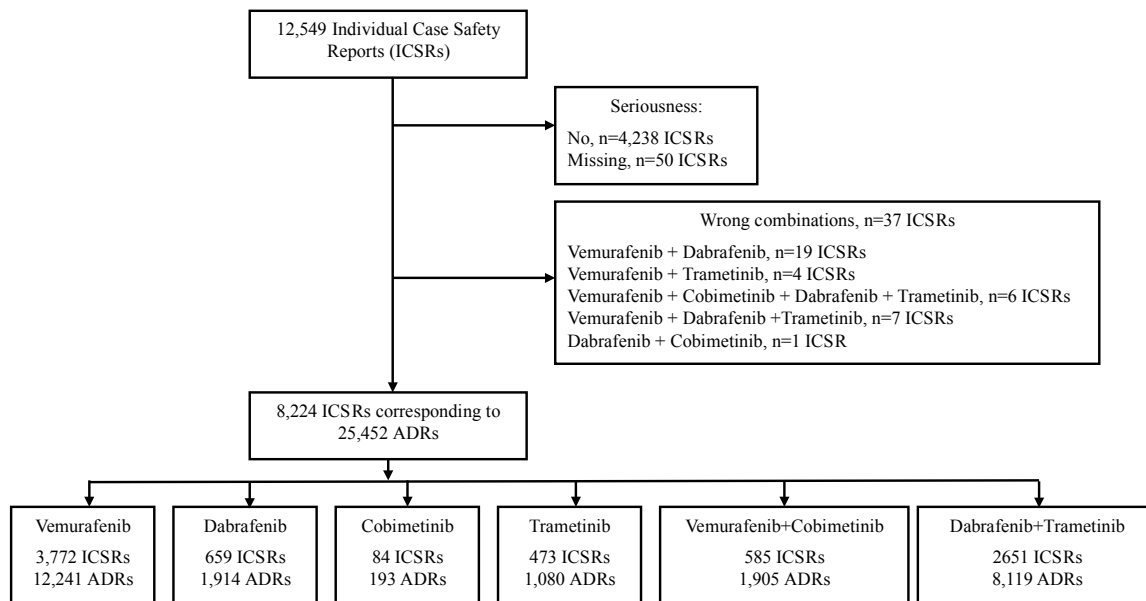 12,549 Individual Case Safety
Reports (ICSRs)
Seriousness:
No, n=4,238 ICSRs
Missing, n=50 ICSRs
Wrong combinations, n=37 ICSRs
Vemurafenib + Dabrafenib, n=19 ICSRs
Vemurafenib + Trametinib, n=4 ICSRs
Vemurafenib + Cobimetinib + Dabrafenib + Trametinib, n=6 ICSRs
Vemurafenib + Dabrafenib +Trametinib, n=7 ICSRs
Dabrafenib + Cobimetinib, n=1 ICSR
8,224 ICSRs corresponding to
25,452 ADRs
Vemurafenib
3,772 ICSRs
12,241 ADRs
Dabrafenib
659 ICSRs
1,914 ADRs
Cobimetinib
84 ICSRs
193 ADRs
Trametinib
473 ICSRs
1,080 ADRs
Vemurafenib+Cobimetinib
585 ICSRs
1,905 ADRs
Dabrafenib+Trametinib
2651 ICSRs
8,119 ADRs